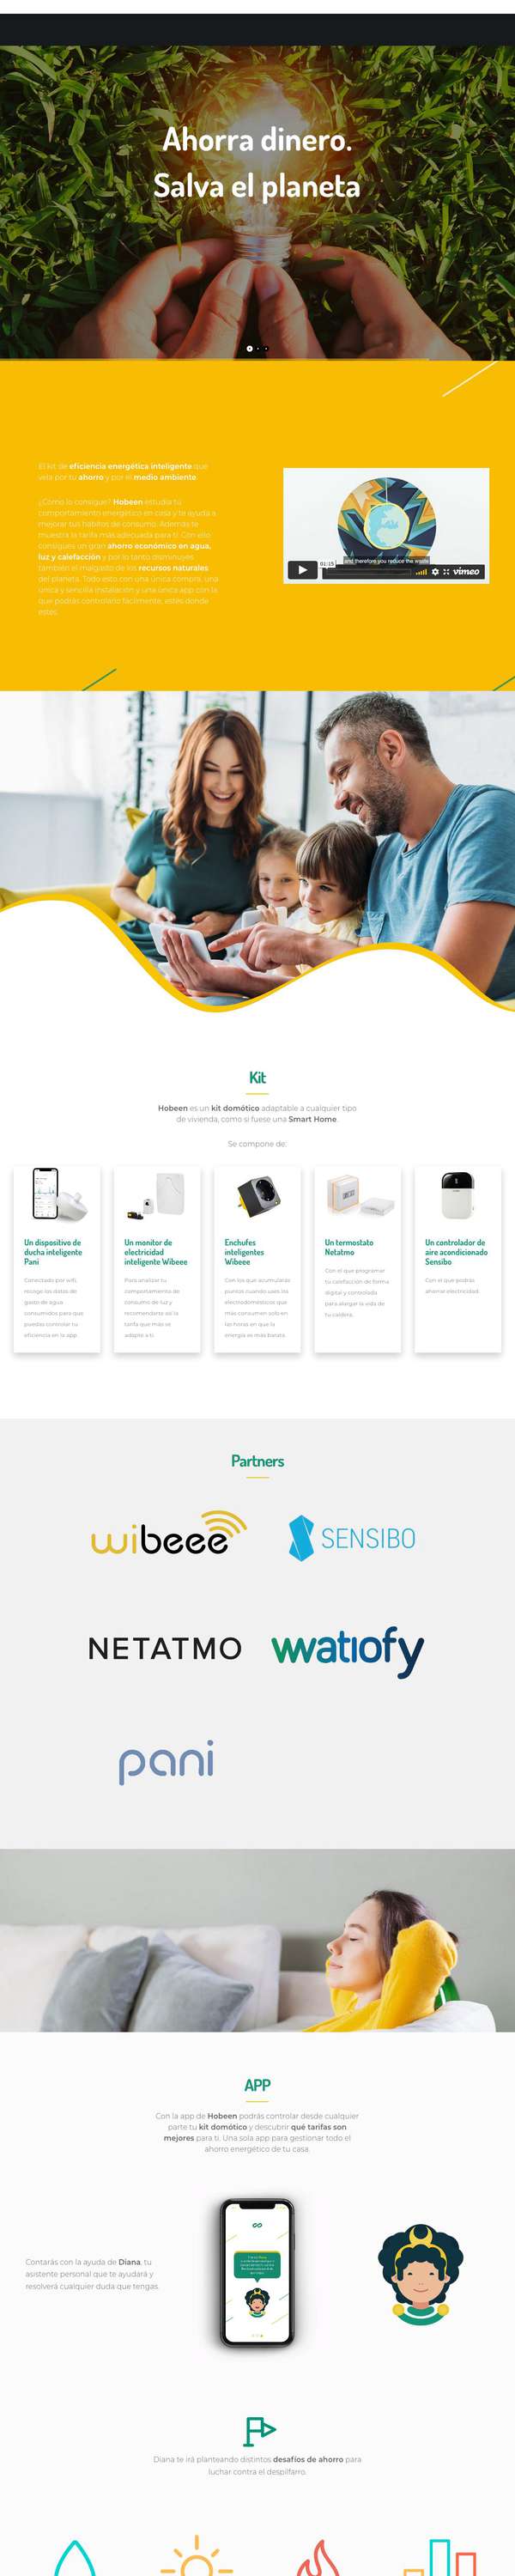 Ahorra dinero.
Salva el planeta
El kit de eficiencia energética inteligente que
vela por tu ahorro y por el medio ambiente.
¿Cómo lo consigue? Hobeen estudia tu
comportamiento energético en casa y te ayuda a
mejorar tus hábitos de consumo. Además te
muestra la tarifa más adecuada para ti. Con eso
consigues un gran ahorro económico en agua,
luz y calefacción y por lo tanto disminuyes
también el malgasto de los recursos naturales
del planeta. Todo esto con una única compra, una
única y sencilla instalación y una única app con la
que podrás controlarlo fácilmente, estés donde
estés.
and therefore you reduce the waste
01:15
vimeo
Kit
Hobeen es un kit domótico adaptable a cualquier tipo
de vivienda, como si fuese una Smart Home.
Se compone de:
Un dispositivo de
ducha inteligente
Pani
Conectado por wifi,
recoge los datos de
gasto de agua
consumidos para que
puedas controlar tu
eficiencia en la app.
Un monitor de
electricidad
inteligente Wibeee
Para analizar tu
comportamiento de
consumo de luz y
recomendarte así la
tarifa que más se
adapte a ti.
Enchufes
inteligentes
Wibeee
Con los que acumularás
puntos cuando uses los
electrodomésticos que
más consumen solo en
las horas en que la
energía es más barata.
Un termostato
Netatmo
Con el que programar
tu calefacción de forma
digital y controlada
para alargar la vida de
tu caldera.
Un controlador de
aire acondicionado
Sensibo
Con el que podrás
ahorrar electricidad.
Partners
wibeee
SENSIBO
NETATMO
watiofy
pani
APP
Con la app de Hobeen podrás controlar desde cualquier
parte tu kit domótico y descubrir qué tarifas son
mejores para ti. Una sola app para gestionar todo el
ahorro energético de tu casa.
Contarás con la ayuda de Diana, tu
asistente personal que te ayudará y
resolverá cualquier duda que tengas.
Diana te irá planteando distintos desafíos de ahorro para
luchar contra el despilfarro.